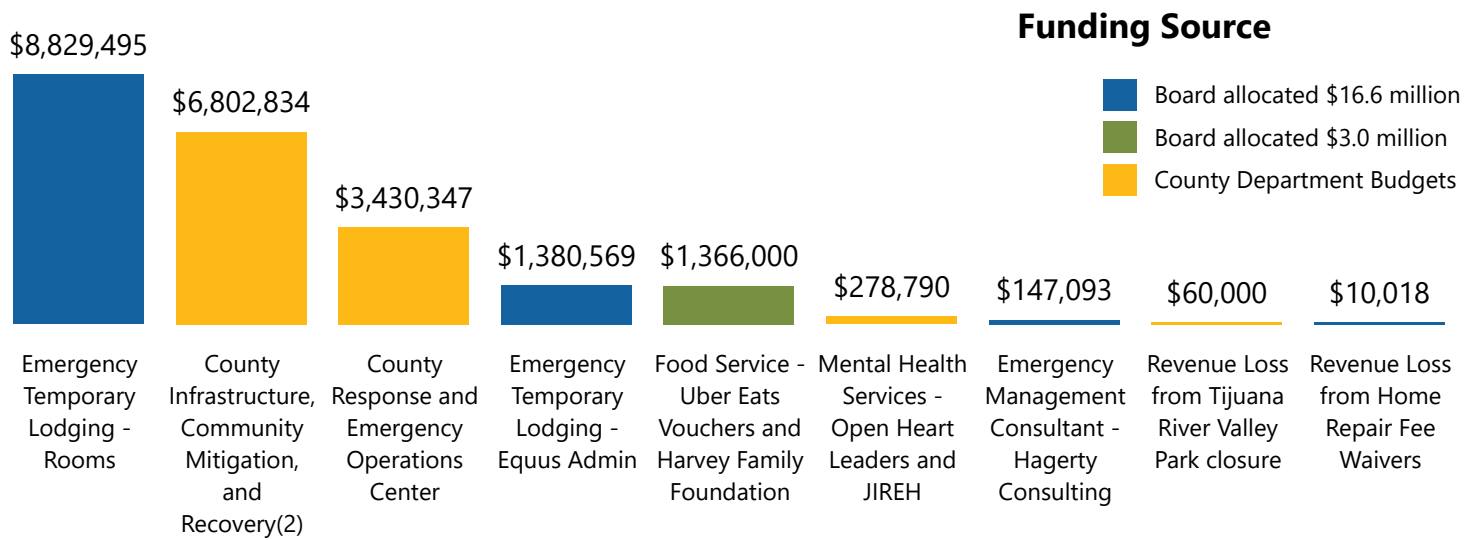 Funding Source
Board allocated $16.6 million
Board allocated $3.0 million
County Department Budgets
$8,829,495
$6,802,834
$3,430,347
$1,380,569
$1,366,000
$278,790
$147,093
$60,000
$10,018
Emergency
Temporary
Lodging -
Rooms
County
Infrastructure,
Community
Mitigation,
and
Recovery(2)
County
Response and
Emergency
Operations
Center
Emergency
Temporary
Lodging -
Equus Admin
Food Service -
Uber Eats
Vouchers and
Harvey Family
Foundation
Mental Health
Services -
Open Heart
Leaders and
JIREH
Emergency
Management
Consultant -
Hagerty
Consulting
Revenue Loss
from Tijuana
River Valley
Park closure
Revenue Loss
from Home
Repair Fee
Waivers